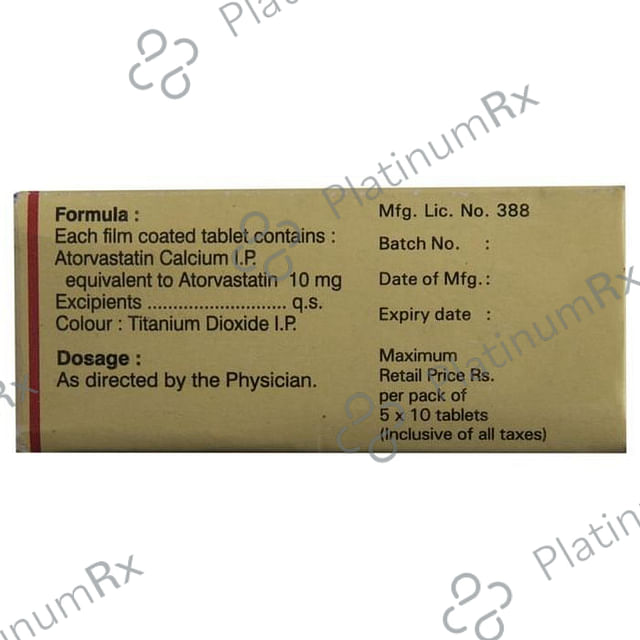 Formula :
Each film coated tablet contains :
Atorvastatin Calcium I.P.
equivalent to Atorvastatin 10 mg
Excipients .......................... q.s.
Colour : Titanium Dioxide I.P.
Dosage :
As directed by the Physician.
Mfg. Lic. No. 388
Batch No. :
Date of Mfg. :
Expiry date :
Maximum
Retail Price Rs.
per pack of
5 x 10 tablets
(Inclusive of all taxes)
PlatinumRx
PlatinumRx
PlatinumRx